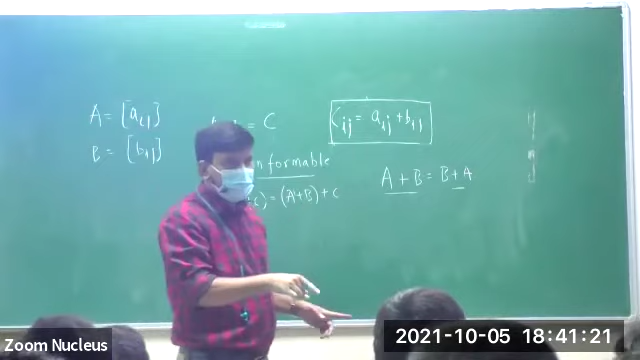 A = [aij]
= C
Cij = aij + bij
B = [bij]
nformable
A + B = B + A
c) = (A+B) + c
Zoom Nucleus
2021-10-05 18:41:21